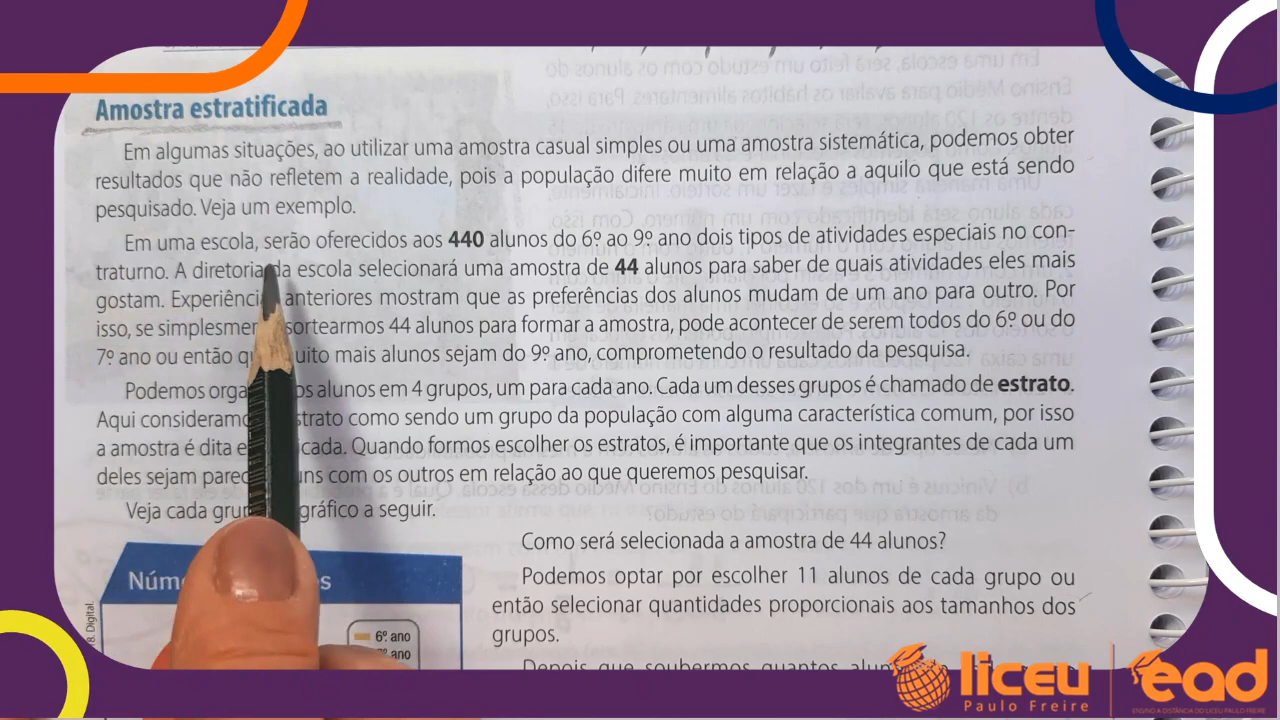 Amostra estratificada
Em algumas situações, ao utilizar uma amostra casual simples ou uma amostra sistemática, podemos obter
resultados que não refletem a realidade, pois a população difere muito em relação a aquilo que está sendo
pesquisado. Veja um exemplo.
Em uma escola, serão oferecidos aos 440 alunos do 6º ao 9º ano dois tipos de atividades especiais no con-
traturno. A diretoria da escola selecionará uma amostra de 44 alunos para saber de quais atividades eles mais
gostam. anteriores mostram que as preferências dos alunos mudam de um ano para outro. Por
isso, se sortearmos 44 alunos para formar a amostra, pode acontecer de serem todos do 6º ou do
7º ano ou então mais alunos sejam do 9º ano, comprometendo o resultado da pesquisa.
Podemos alunos em 4 grupos, um para cada ano. Cada um desses grupos é chamado de estrato.
Aqui como sendo um grupo da população com alguma característica comum, por isso
a amostra é dita Quando formos escolher os estratos, é importante que os integrantes de cada um
deles sejam uns com os outros em relação ao que queremos pesquisar.
Veja cada gráfico a seguir.
Como será selecionada a amostra de 44 alunos?
Podemos optar por escolher 11 alunos de cada grupo ou
então selecionar quantidades proporcionais aos tamanhos dos
grupos.
Depois que soubermos quantos
6º ano
ano
liceu
Paulo Freire
ead
ENSINO A DISTÂNCIA DO LICEU PAULO FREIRE